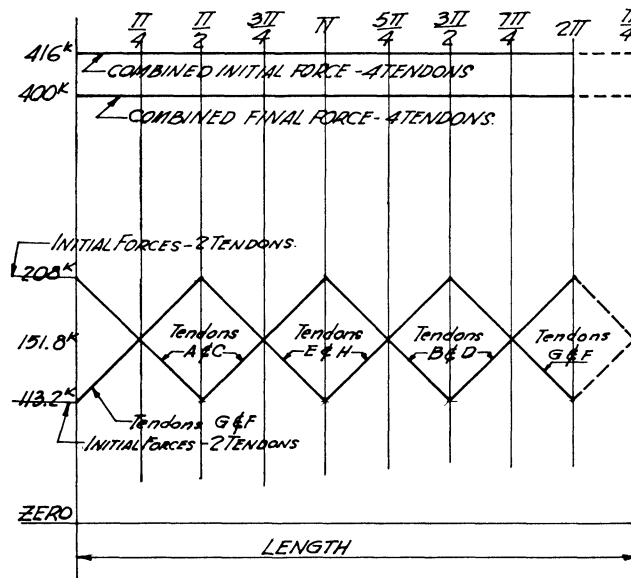 π/4 π/2 3π/4 π 5π/4 3π/2 7π/4 2π
416ᴷ
COMBINED INITIAL FORCE - 4 TENDONS
400ᴷ
COMBINED FINAL FORCE - 4 TENDONS.
INITIAL FORCES - 2 TENDONS.
208ᴷ
151.8ᴷ
Tendons A & C
Tendons E & H
Tendons B & D
Tendons G & F
113.2ᴷ
Tendons G & F
INITIAL FORCES - 2 TENDONS
ZERO
LENGTH